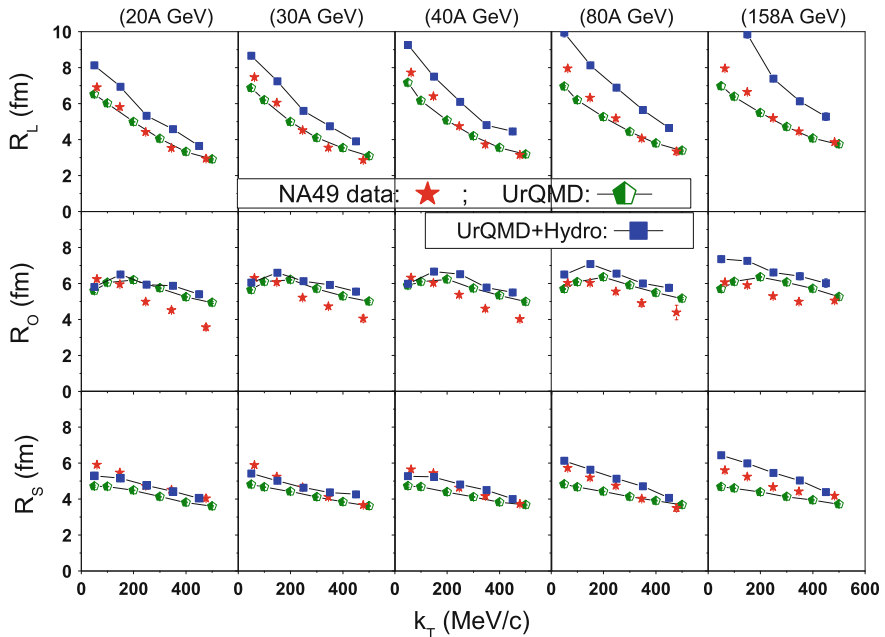 (20A GeV) (30A GeV) (40A GeV) (80A GeV) (158A GeV)
10
8
6
4
2
0
R_L (fm)
NA49 data: ; UrQMD:
UrQMD+Hydro:
8
6
4
2
0
R_O (fm)
8
6
4
2
0
R_S (fm)
0 200 400 0 200 400 0 200 400 0 200 400 0 200 400 600
k_T (MeV/c)